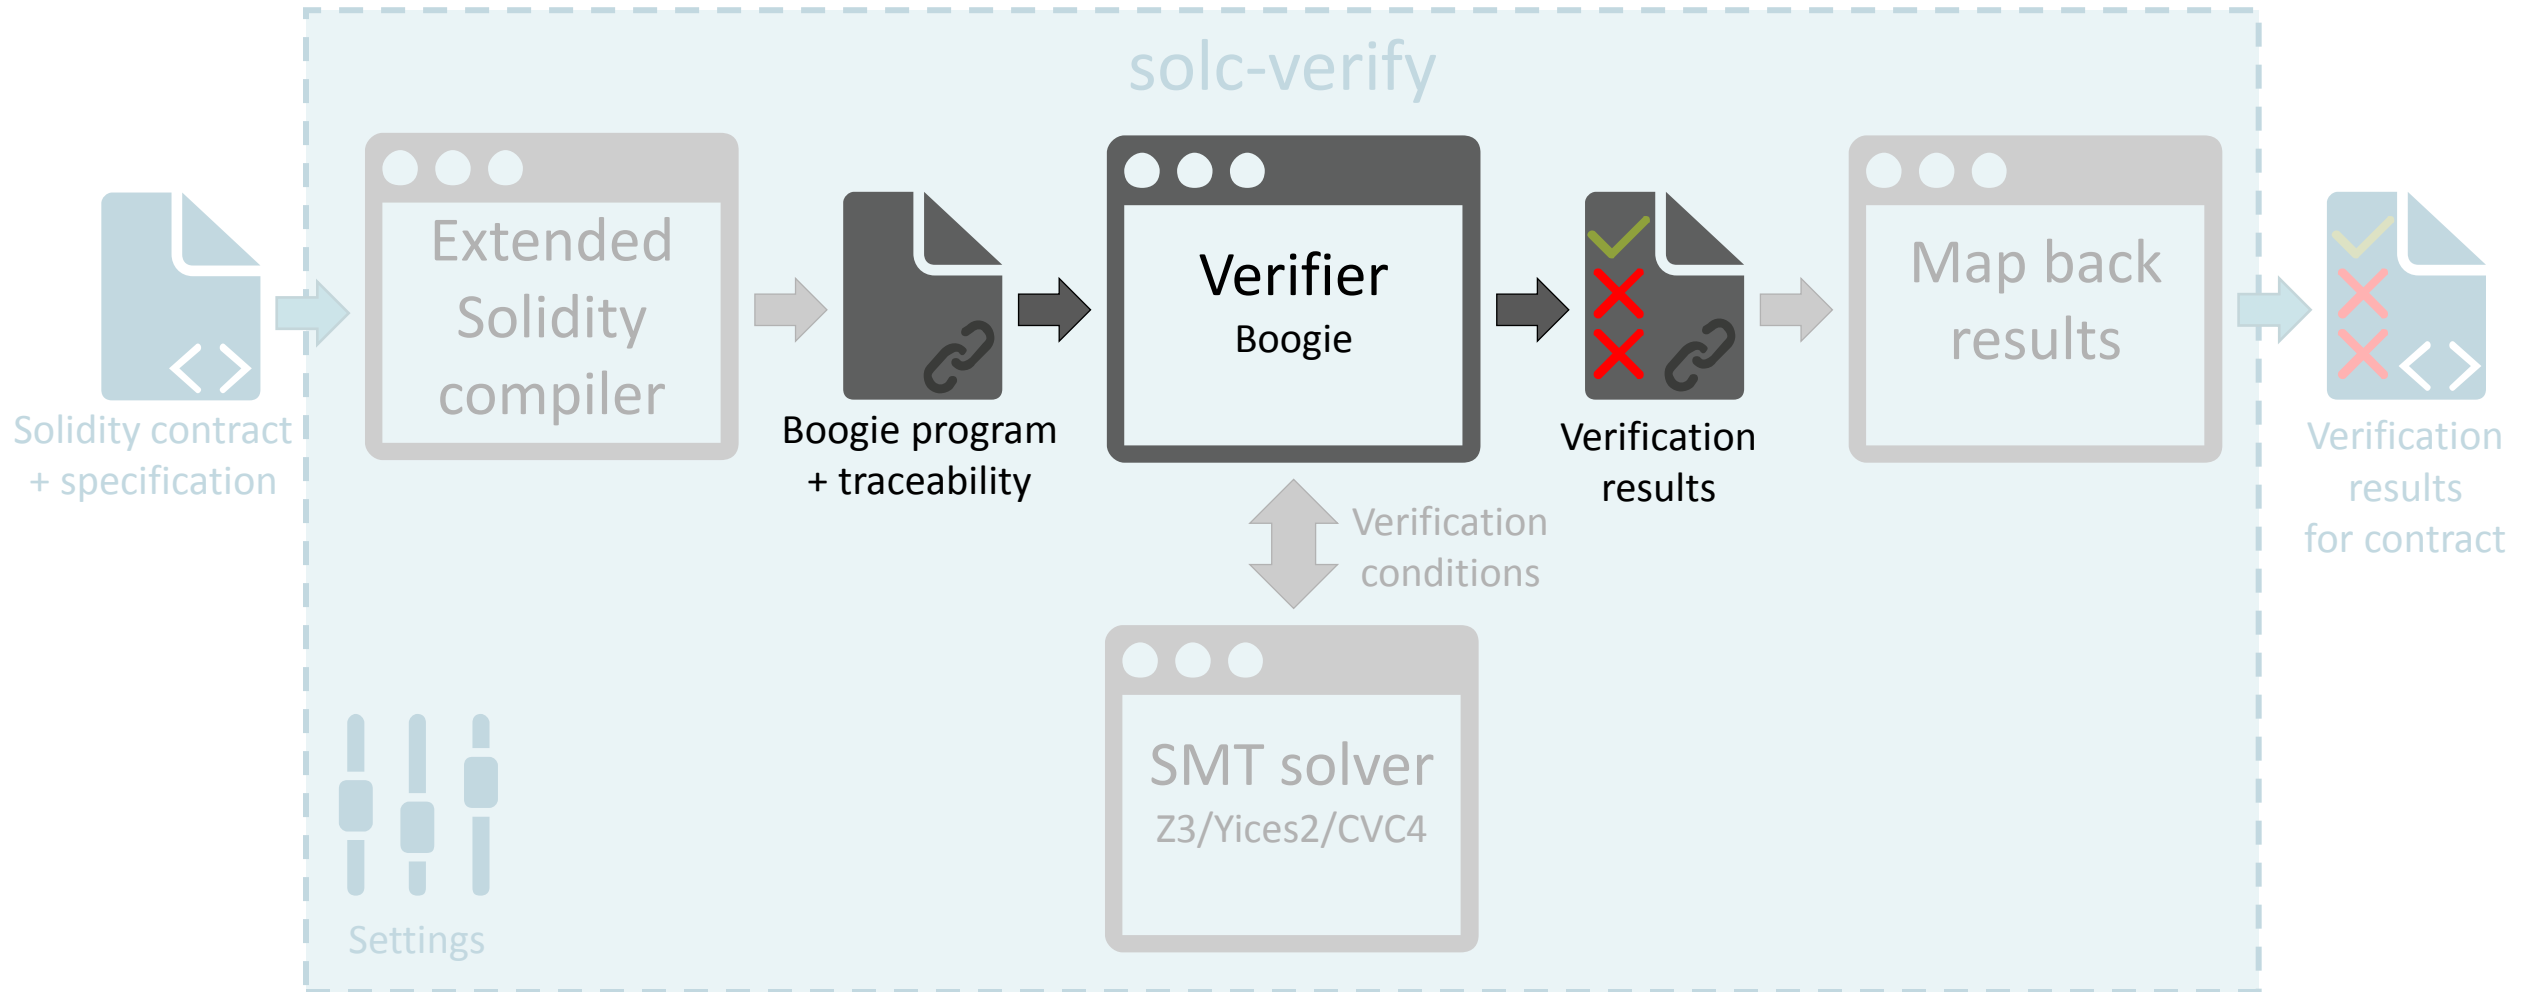 solc-verify
Solidity contract
+ specification
Extended
Solidity
compiler
Boogie program
+ traceability
Verifier
Boogie
Verification
results
Map back
results
Verification
results
for contract
Verification
conditions
SMT solver
Z3/Yices2/CVC4
Settings